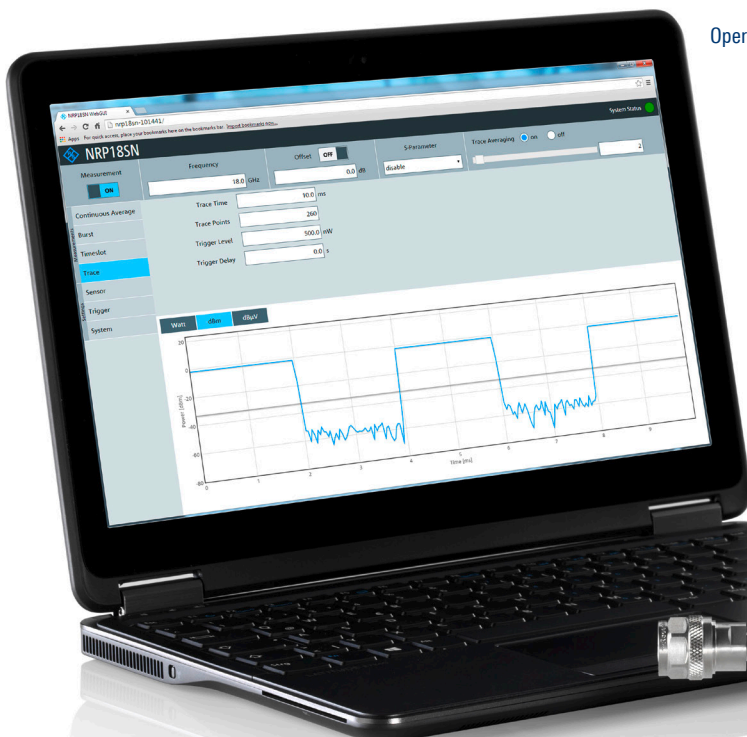 Oper
NRP18SN WebGUI
nrp18sn-101441/
Apps For quick access, place your bookmarks here on the bookmarks bar. Import bookmarks now...
NRP18SN
System Status
Measurement
ON
Frequency
18.0 GHz
Offset OFF
0.0 dB
S-Parameter
disable
Trace Averaging on off
2
Measurements
Continuous Average
Burst
Timeslot
Trace
Settings
Sensor
Trigger
System
Trace Time 10.0 ms
Trace Points 260
Trigger Level 500.0 nW
Trigger Delay 0.0 s
Watt dBm dBµV
Power [dBm]
20
0
-20
-40
-60
-80
0 1 2 3 4 5 6 7 8 9
Time [ms]